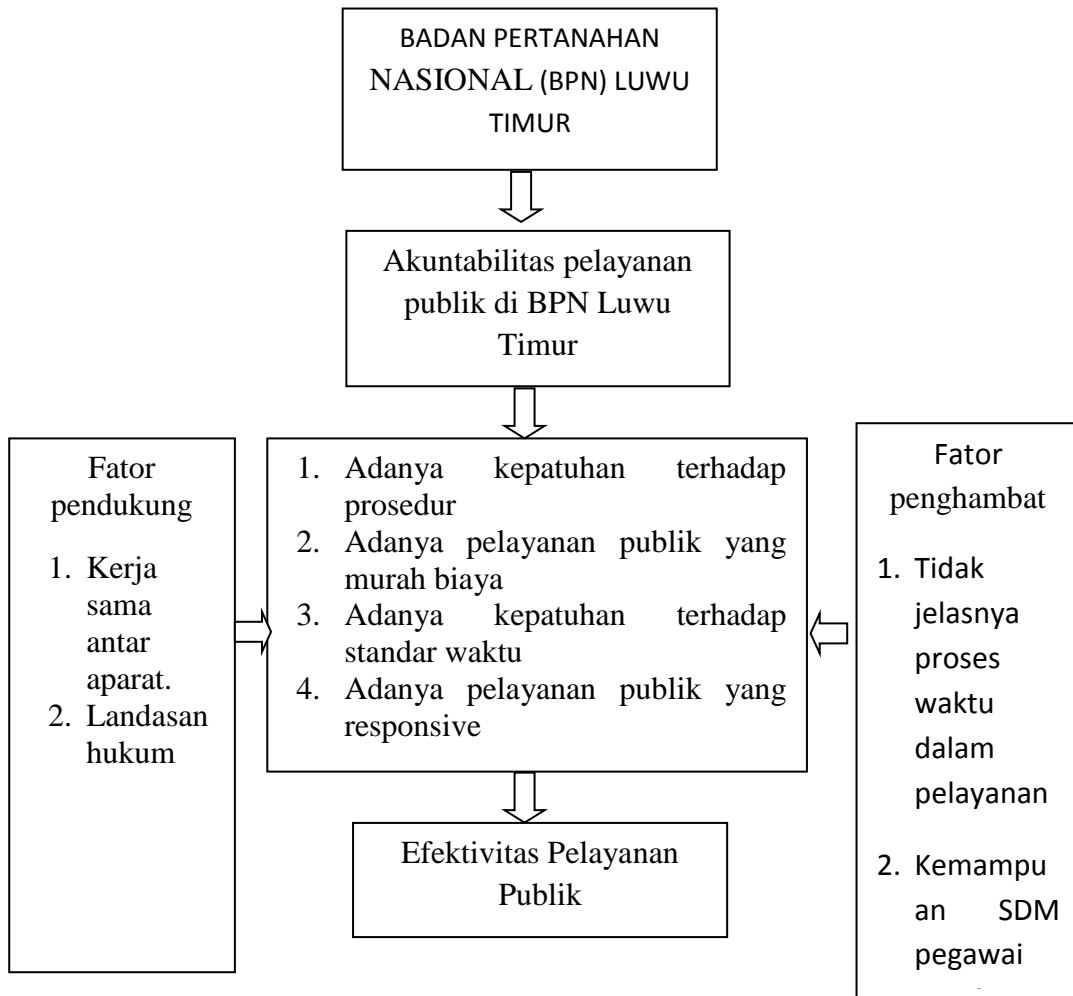 BADAN PERTANAHAN
NASIONAL (BPN) LUWU
TIMUR
Akuntabilitas pelayanan
publik di BPN Luwu
Timur
Fator
pendukung
1. Kerja
sama
antar
aparat.
2. Landasan
hukum
1. Adanya kepatuhan terhadap
prosedur
2. Adanya pelayanan publik yang
murah biaya
3. Adanya kepatuhan terhadap
standar waktu
4. Adanya pelayanan publik yang
responsive
Fator
penghambat
1. Tidak
jelasnya
proses
waktu
dalam
pelayanan
2. Kemampu
an SDM
pegawai
Efektivitas Pelayanan
Publik